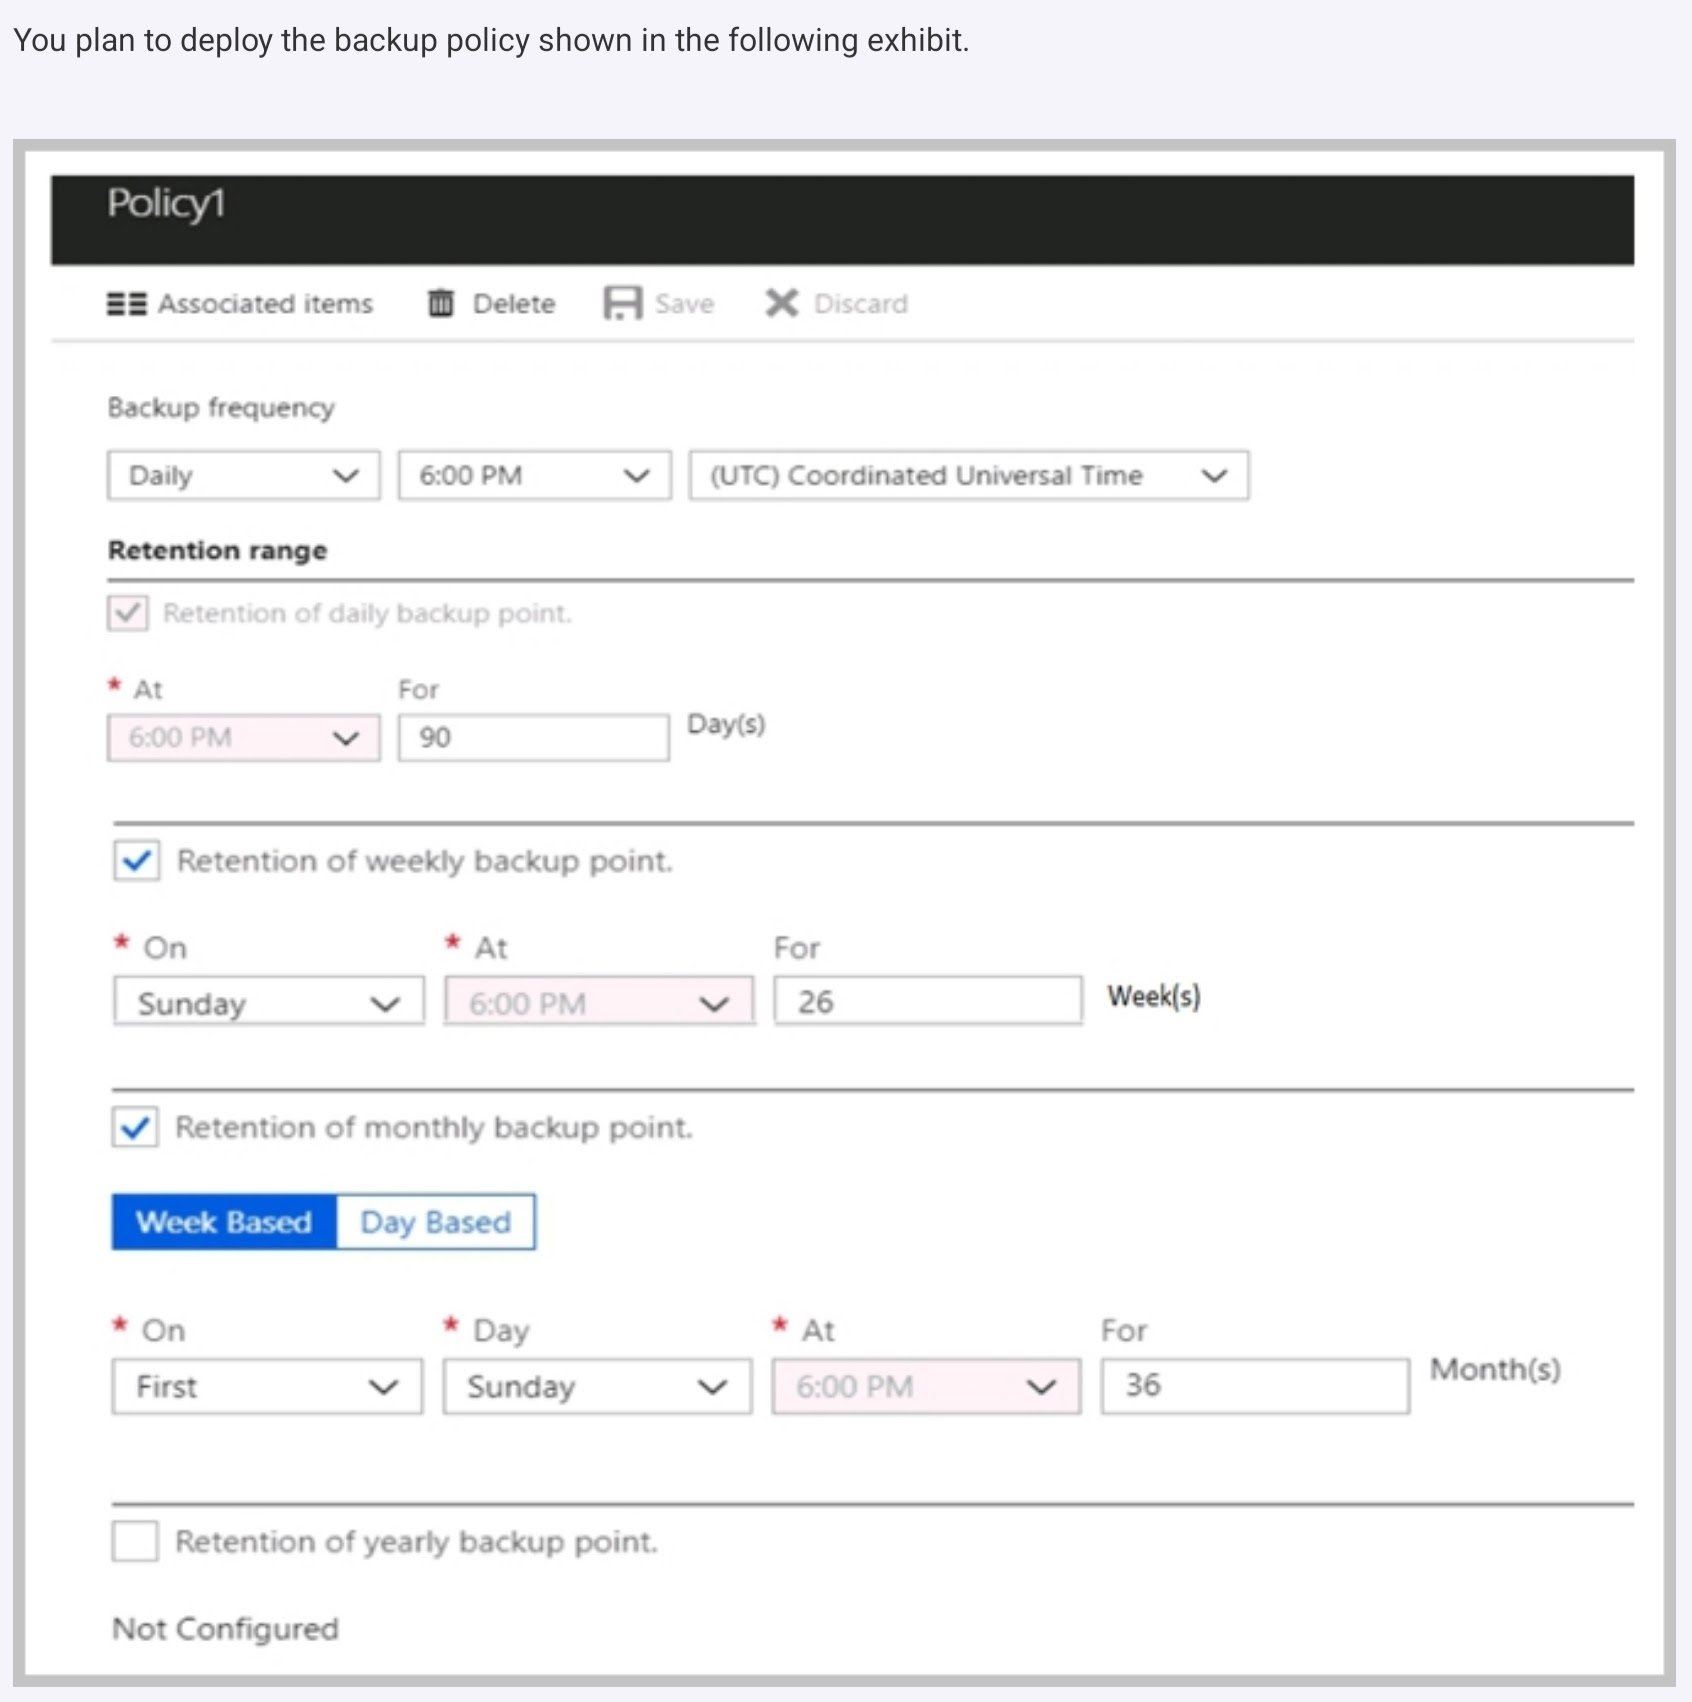 You plan to deploy the backup policy shown in the following exhibit.
Policy1
Associated items Delete Save Discard
Backup frequency
Daily 6:00 PM (UTC) Coordinated Universal Time
Retention range
Retention of daily backup point.
* At For
6:00 PM 90 Day(s)
Retention of weekly backup point.
* On * At For
Sunday 6:00 PM 26 Week(s)
Retention of monthly backup point.
Week Based Day Based
* On * Day * At For
First Sunday 6:00 PM 36 Month(s)
Retention of yearly backup point.
Not Configured